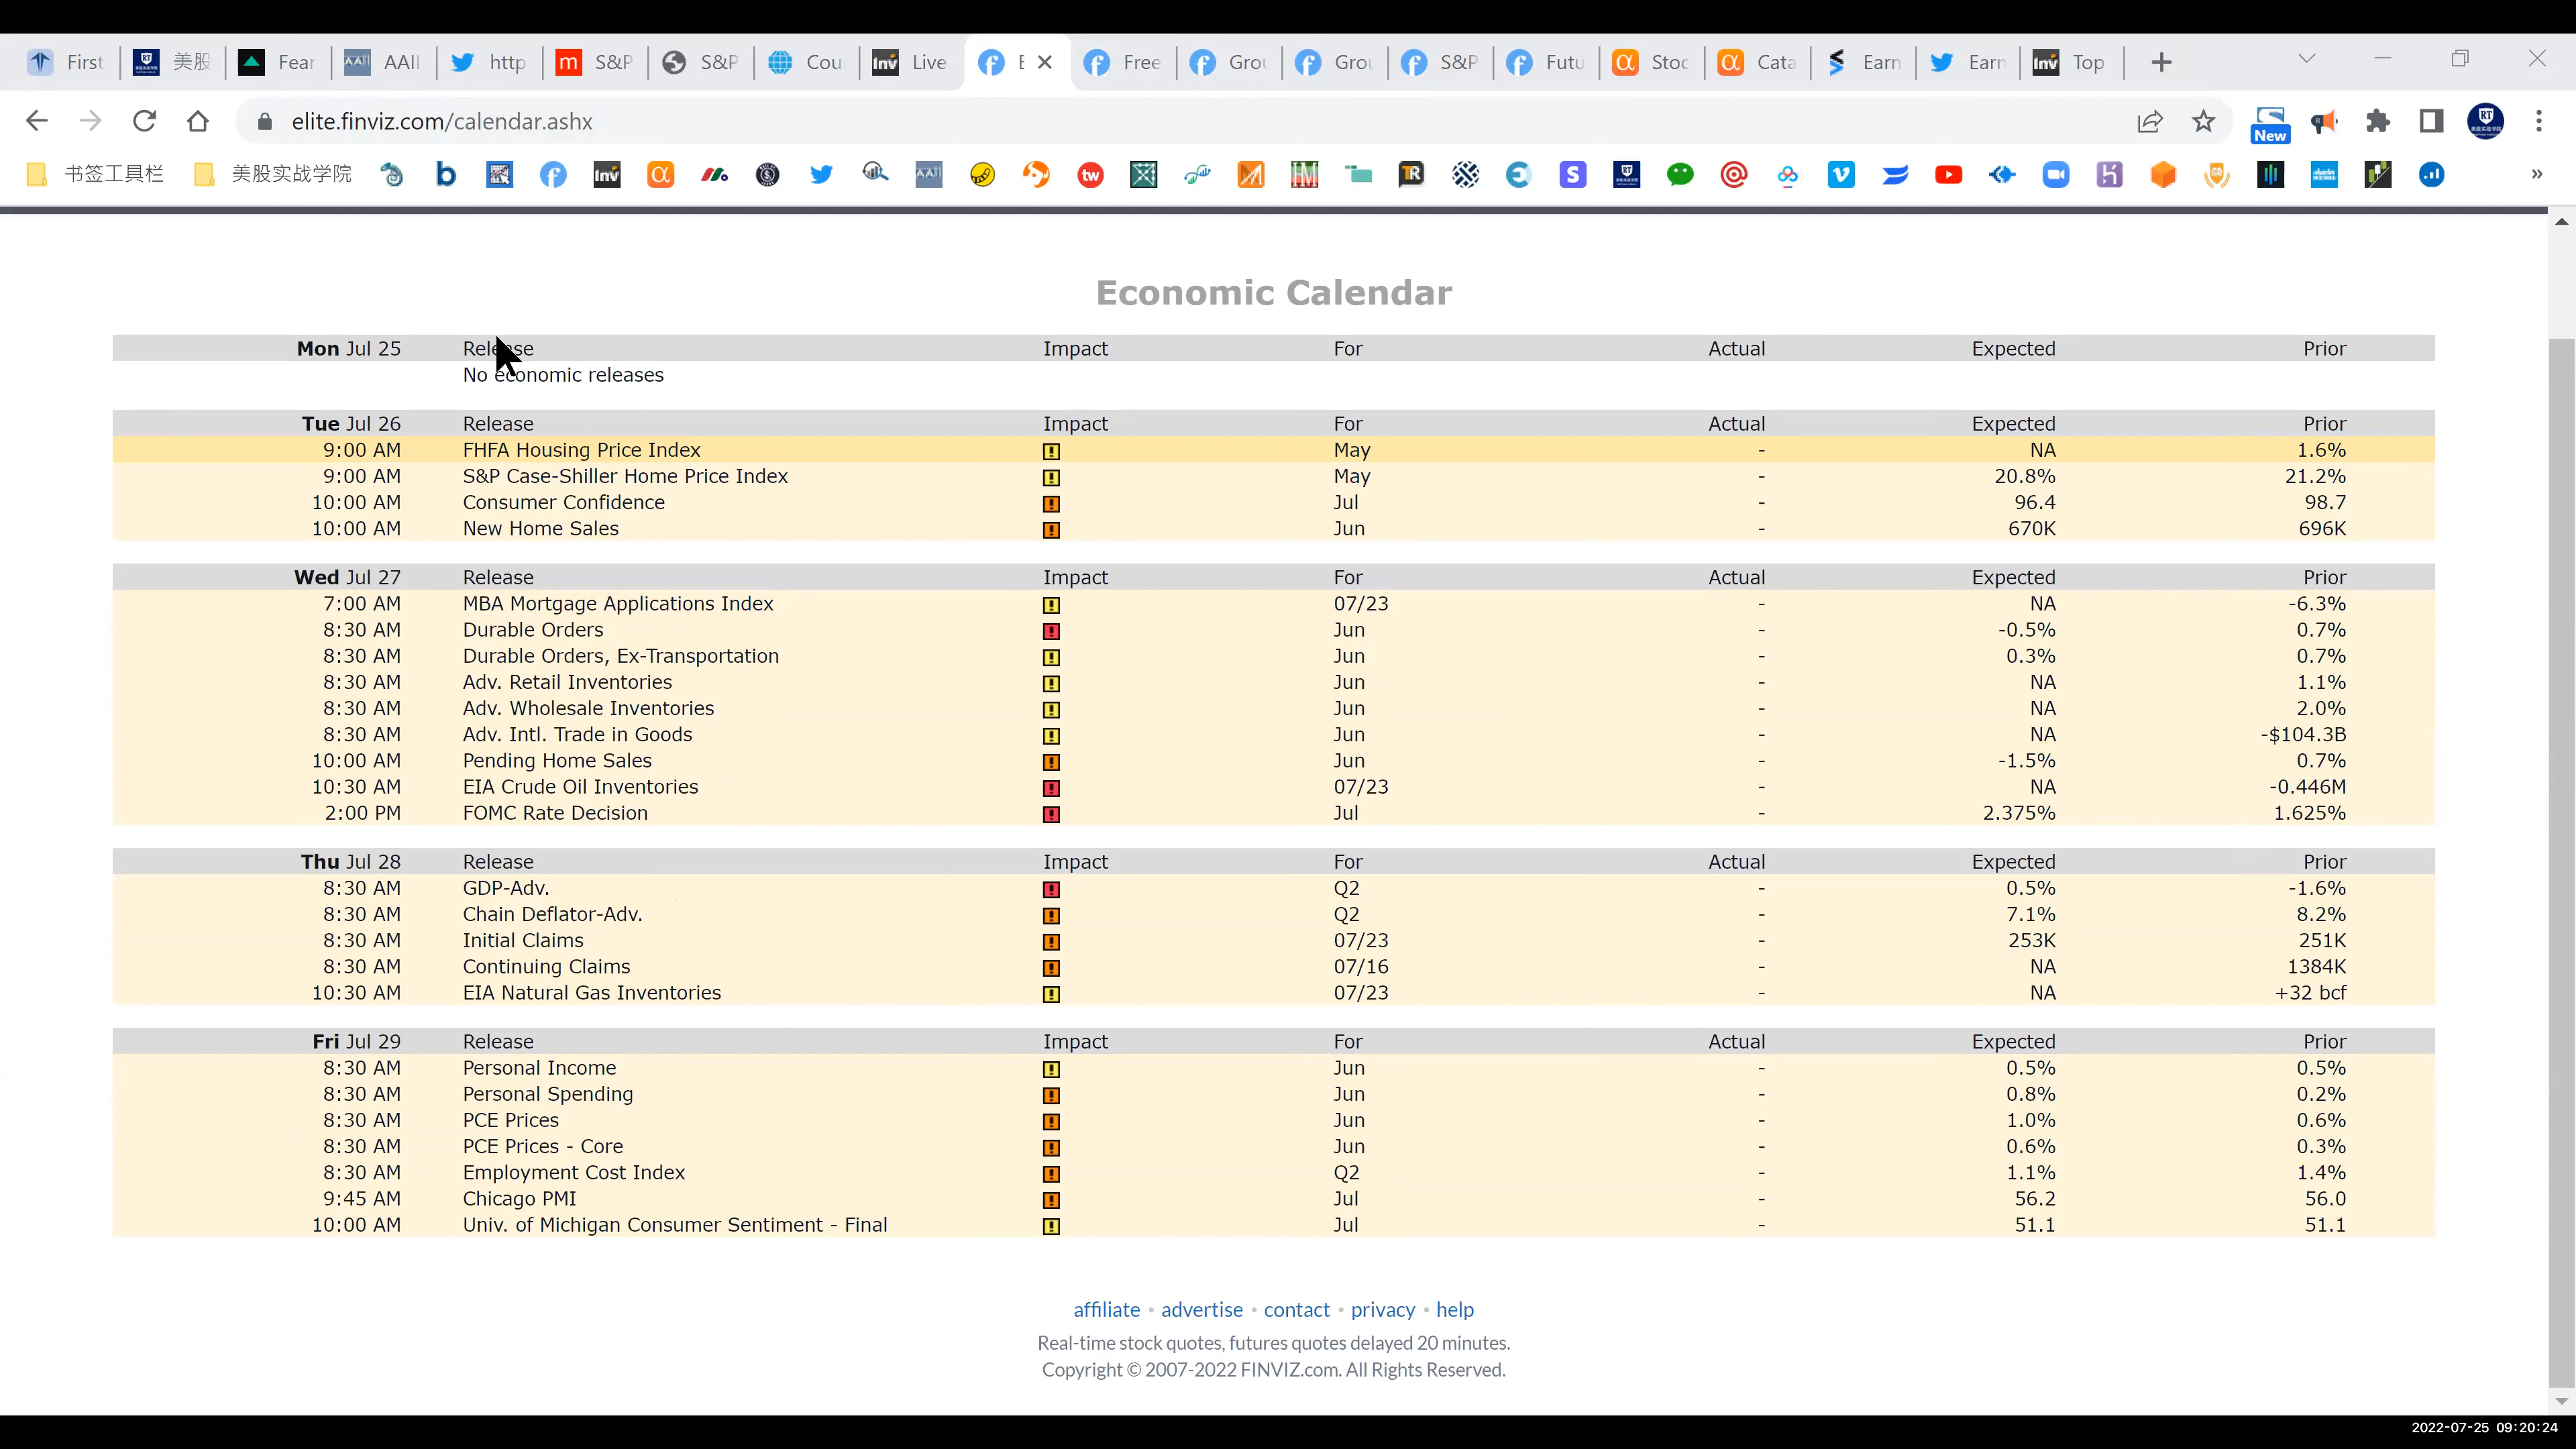 First 美股 Fear AAII http S&P S&P Cou Live E Free Grou Grou S&P Futu Stoc Cata Earn Earn Top
elite.finviz.com/calendar.ashx New
书签工具栏 美股实战学院
Economic Calendar
Mon Jul 25 Release Impact For Actual Expected Prior
No economic releases
Tue Jul 26 Release Impact For Actual Expected Prior
9:00 AM FHFA Housing Price Index May - NA 1.6%
9:00 AM S&P Case-Shiller Home Price Index May - 20.8% 21.2%
10:00 AM Consumer Confidence Jul - 96.4 98.7
10:00 AM New Home Sales Jun - 670K 696K
Wed Jul 27 Release Impact For Actual Expected Prior
7:00 AM MBA Mortgage Applications Index 07/23 - NA -6.3%
8:30 AM Durable Orders Jun - -0.5% 0.7%
8:30 AM Durable Orders, Ex-Transportation Jun - 0.3% 0.7%
8:30 AM Adv. Retail Inventories Jun - NA 1.1%
8:30 AM Adv. Wholesale Inventories Jun - NA 2.0%
8:30 AM Adv. Intl. Trade in Goods Jun - NA -$104.3B
10:00 AM Pending Home Sales Jun - -1.5% 0.7%
10:30 AM EIA Crude Oil Inventories 07/23 - NA -0.446M
2:00 PM FOMC Rate Decision Jul - 2.375% 1.625%
Thu Jul 28 Release Impact For Actual Expected Prior
8:30 AM GDP-Adv. Q2 - 0.5% -1.6%
8:30 AM Chain Deflator-Adv. Q2 - 7.1% 8.2%
8:30 AM Initial Claims 07/23 - 253K 251K
8:30 AM Continuing Claims 07/16 - NA 1384K
10:30 AM EIA Natural Gas Inventories 07/23 - NA +32 bcf
Fri Jul 29 Release Impact For Actual Expected Prior
8:30 AM Personal Income Jun - 0.5% 0.5%
8:30 AM Personal Spending Jun - 0.8% 0.2%
8:30 AM PCE Prices Jun - 1.0% 0.6%
8:30 AM PCE Prices - Core Jun - 0.6% 0.3%
8:30 AM Employment Cost Index Q2 - 1.1% 1.4%
9:45 AM Chicago PMI Jul - 56.2 56.0
10:00 AM Univ. of Michigan Consumer Sentiment - Final Jul - 51.1 51.1
affiliate • advertise • contact • privacy • help
Real-time stock quotes, futures quotes delayed 20 minutes.
Copyright © 2007-2022 FINVIZ.com. All Rights Reserved.
2022-07-25 09:20:24